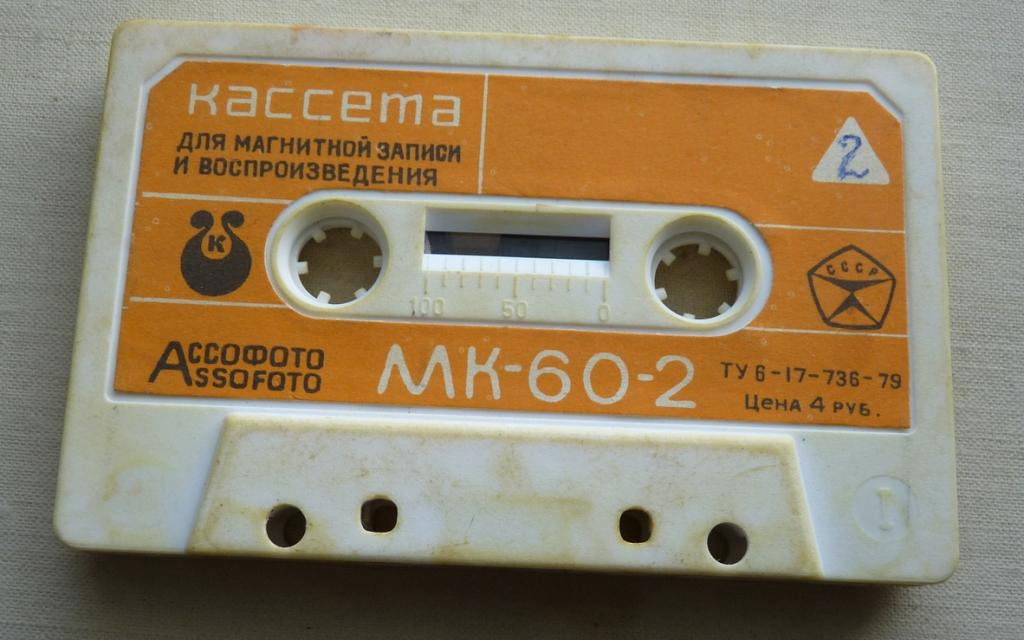 кассета
ДЛЯ МАГНИТНОЙ ЗАПИСИ
И ВОСПРОИЗВЕДЕНИЯ
2
К
СССР
100 50 0
АССОФОТО
ASSOFOTO
МК-60-2
ТУ 6-17-736-79
ЦЕНА 4 РУБ.
1